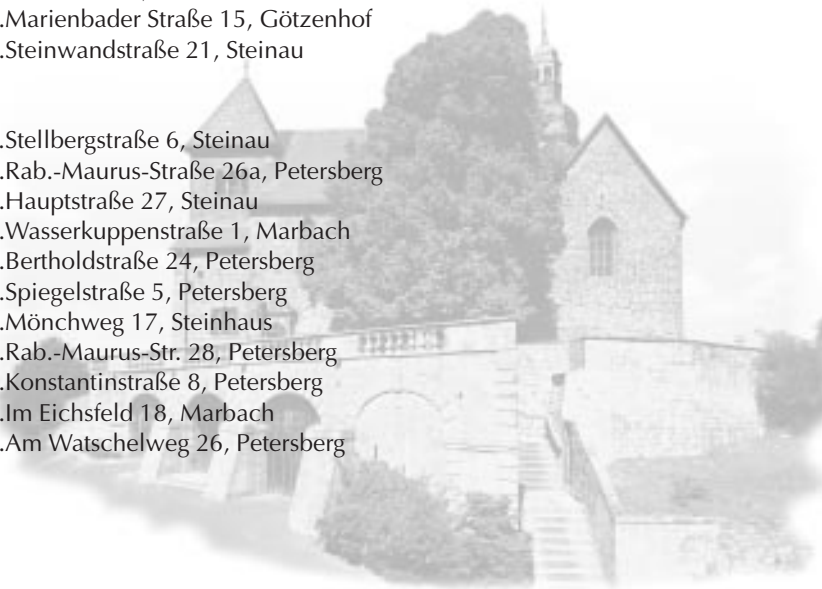 .Marienbader Straße 15, Götzenhof
.Steinwandstraße 21, Steinau
.Stellbergstraße 6, Steinau
.Rab.-Maurus-Straße 26a, Petersberg
.Hauptstraße 27, Steinau
.Wasserkuppenstraße 1, Marbach
.Bertholdstraße 24, Petersberg
.Spiegelstraße 5, Petersberg
.Mönchweg 17, Steinhaus
.Rab.-Maurus-Str. 28, Petersberg
.Konstantinstraße 8, Petersberg
.Im Eichsfeld 18, Marbach
.Am Watschelweg 26, Petersberg